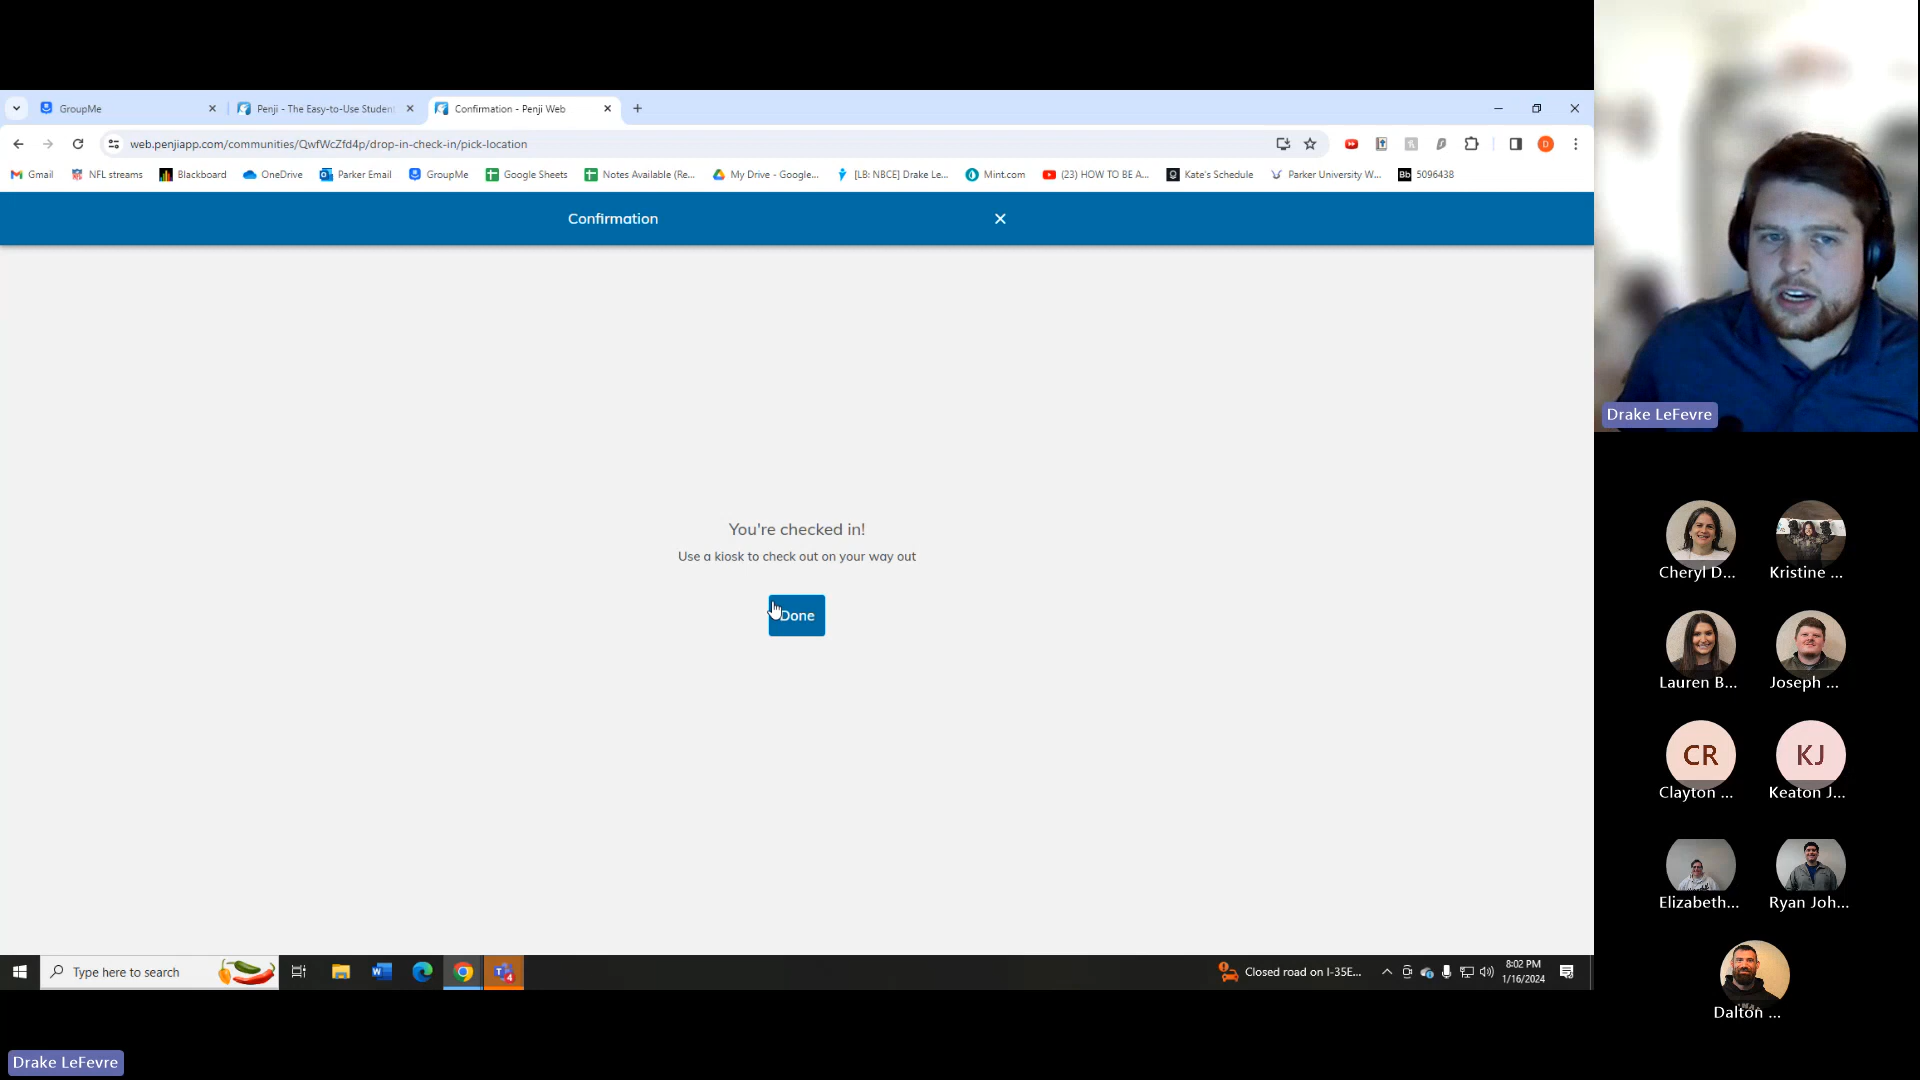 GroupMe
Penji - The Easy-to-Use Student
Confirmation - Penji Web
web.penjiapp.com/communities/QwfWcZfd4p/drop-in-check-in/pick-location
D
Gmail
NFL streams
Blackboard
OneDrive
Parker Email
GroupMe
Google Sheets
Notes Available (Re...
My Drive - Google...
[LB: NBCE] Drake Le...
Mint.com
(23) HOW TO BE A...
Kate's Schedule
Parker University W...
Bb 5096438
Confirmation
You're checked in!
Use a kiosk to check out on your way out
Done
Type here to search
Closed road on I-35E...
8:02 PM
1/16/2024
Drake LeFevre
Drake LeFevre
Cheryl D...
Kristine ...
Lauren B...
Joseph ...
CR
Clayton ...
KJ
Keaton J...
Elizabeth...
Ryan Joh...
Dalton ...